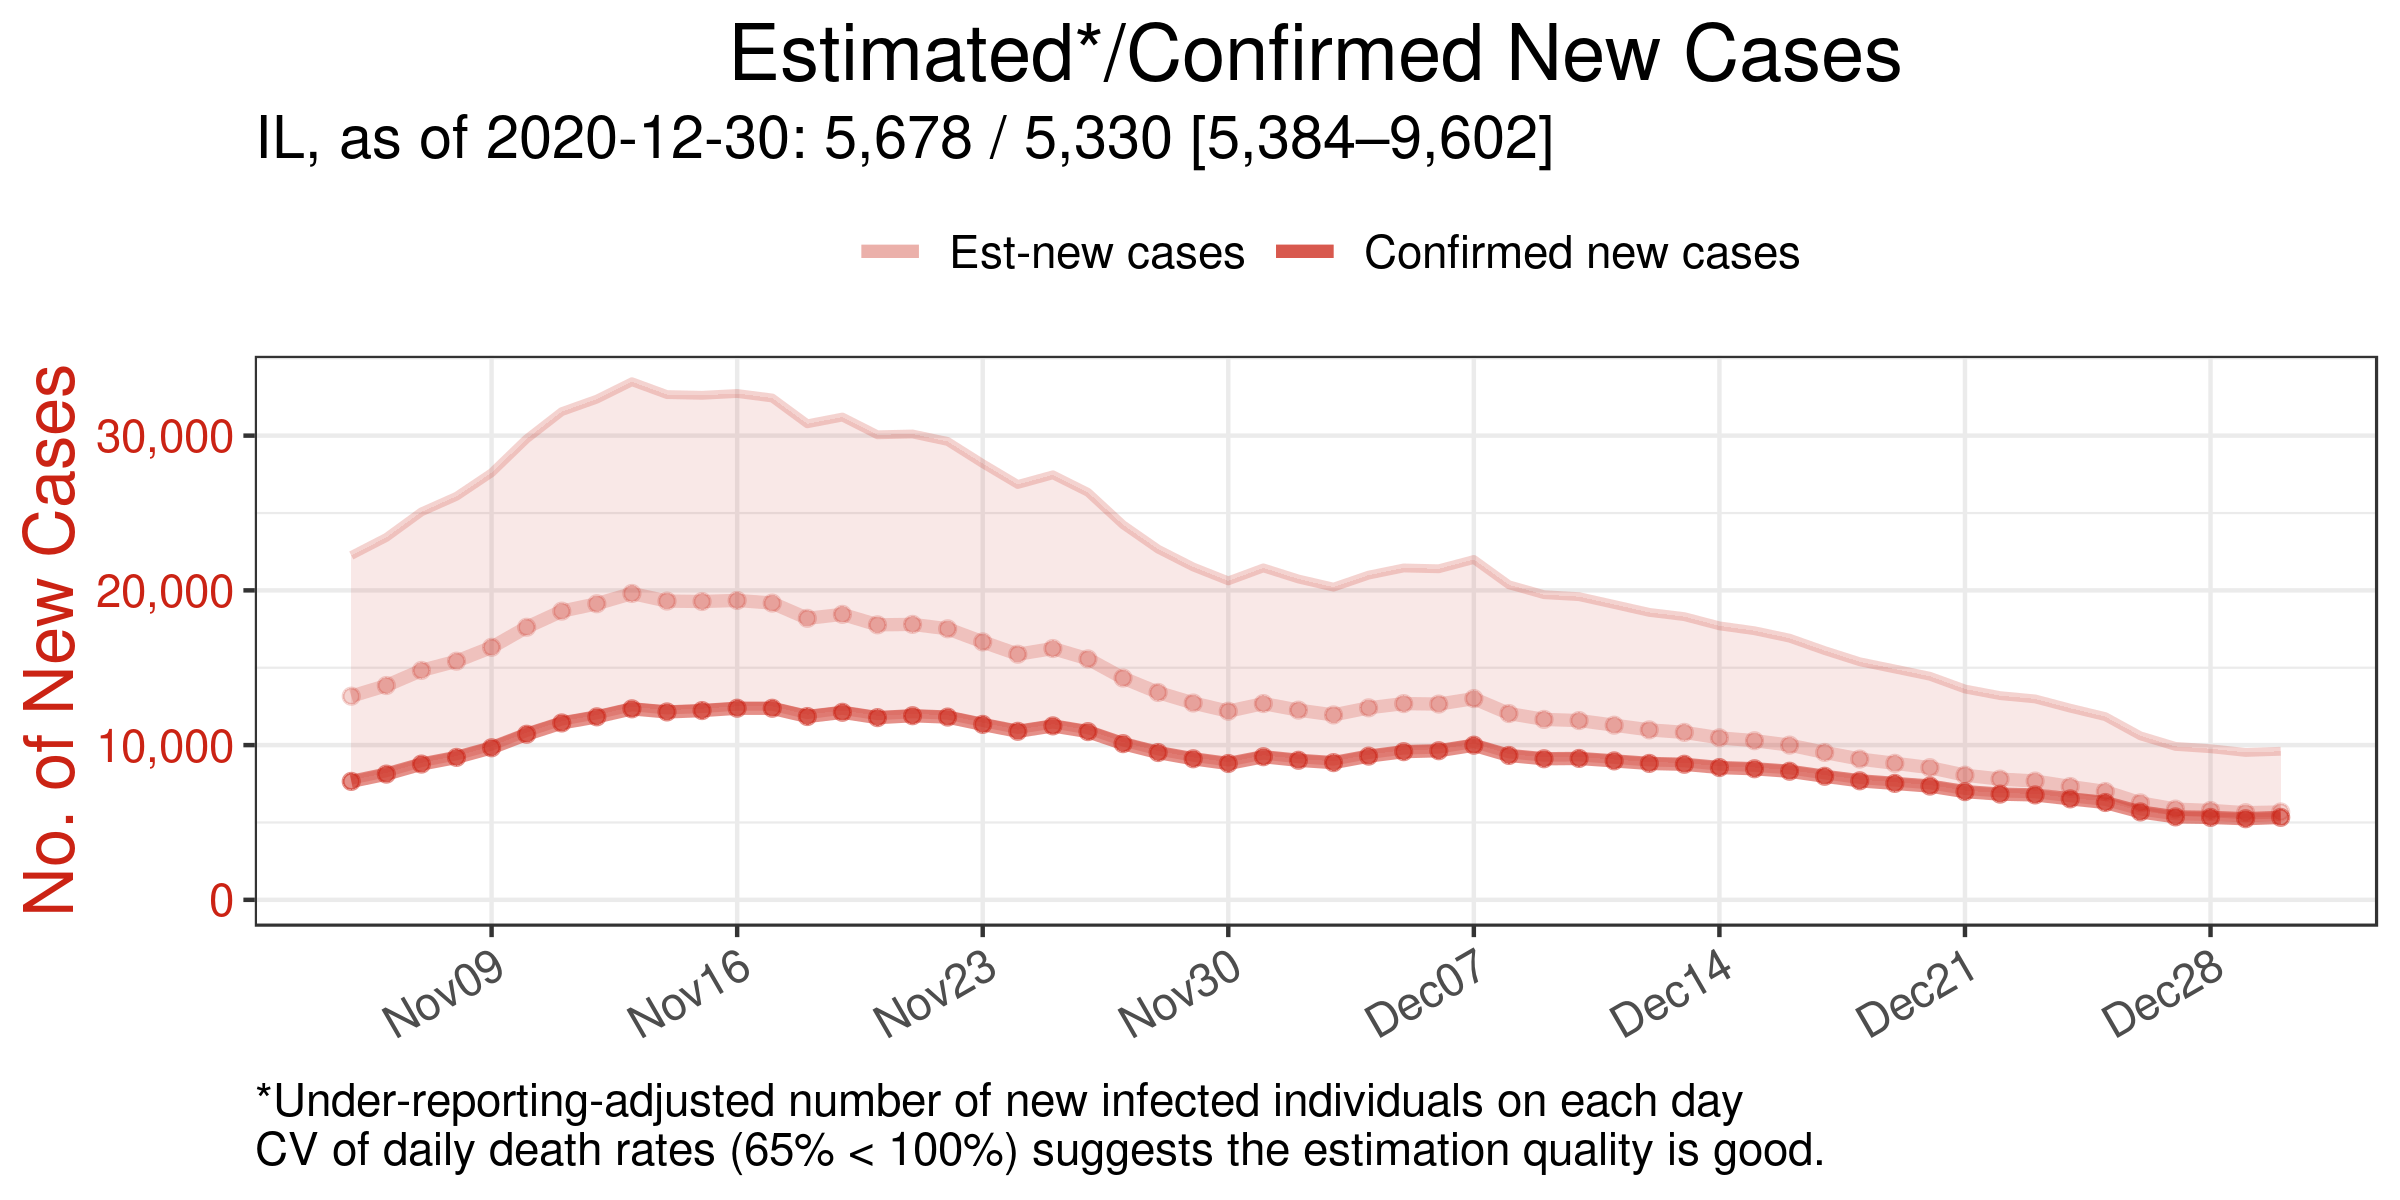 Estimated*/Confirmed New Cases
IL, as of 2020-12-30: 5,678 / 5,330 [5,384–9,602]
Est-new cases
Confirmed new cases
No. of New Cases
30,000
20,000
10,000
0
Nov09
Nov16
Nov23
Nov30
Dec07
Dec14
Dec21
Dec28
*Under-reporting-adjusted number of new infected individuals on each day
CV of daily death rates (65% < 100%) suggests the estimation quality is good.